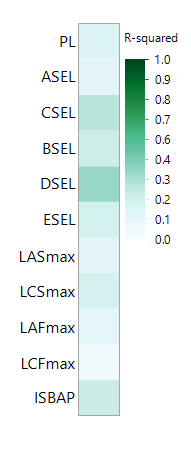 PL
ASEL
CSEL
BSEL
DSEL
ESEL
LASmax
LCSmax
LAFmax
LCFmax
ISBAP
R-squared
1.0
0.9
0.8
0.7
0.6
0.5
0.4
0.3
0.2
0.1
0.0